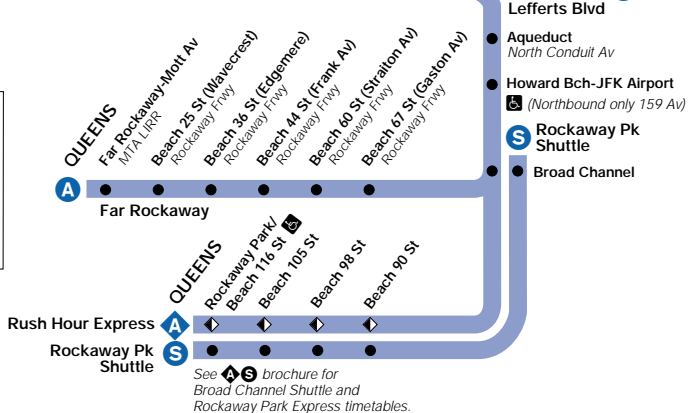 Lefferts Blvd
Aqueduct
North Conduit Av
Howard Bch-JFK Airport
(Northbound only 159 Av)
S Rockaway Pk
Shuttle
Broad Channel
QUEENS
Far Rockaway-Mott Av
MTA LIRR
Beach 25 St (Wavecrest)
Rockaway Frwy
Beach 36 St (Edgemere)
Rockaway Frwy
Beach 44 St (Frank Av)
Rockaway Frwy
Beach 60 St (Straiton Av)
Rockaway Frwy
Beach 67 St (Gaston Av)
Rockaway Frwy
A
Far Rockaway
QUEENS
Rockaway Park/
Beach 116 St
Beach 105 St
Beach 98 St
Beach 90 St
Rush Hour Express A
Rockaway Pk S
Shuttle
See A S brochure for
Broad Channel Shuttle and
Rockaway Park Express timetables.